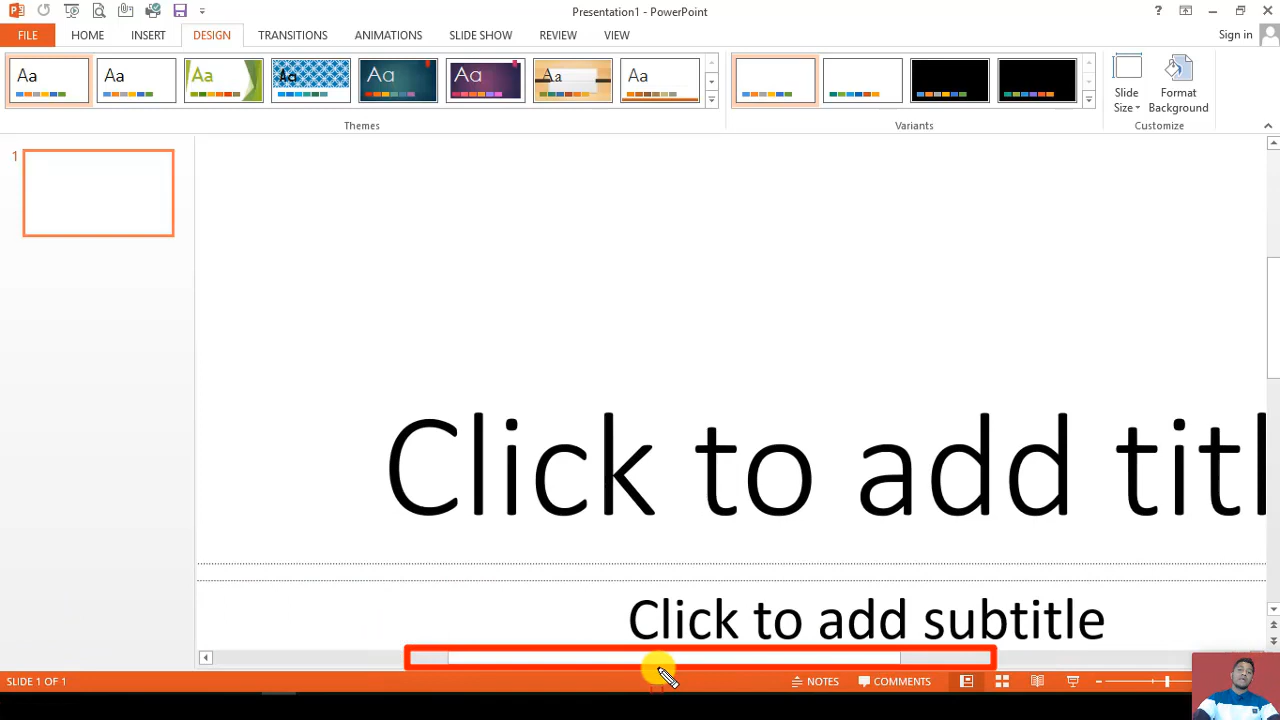 Presentation1 - PowerPoint
?
FILE HOME INSERT DESIGN TRANSITIONS ANIMATIONS SLIDE SHOW REVIEW VIEW
Sign in
Aa Aa Aa Aa Aa Aa Aa Aa
Slide Size
Format Background
Themes
Variants
Customize
1
Click to add titl
Click to add subtitle
SLIDE 1 OF 1
NOTES
COMMENTS